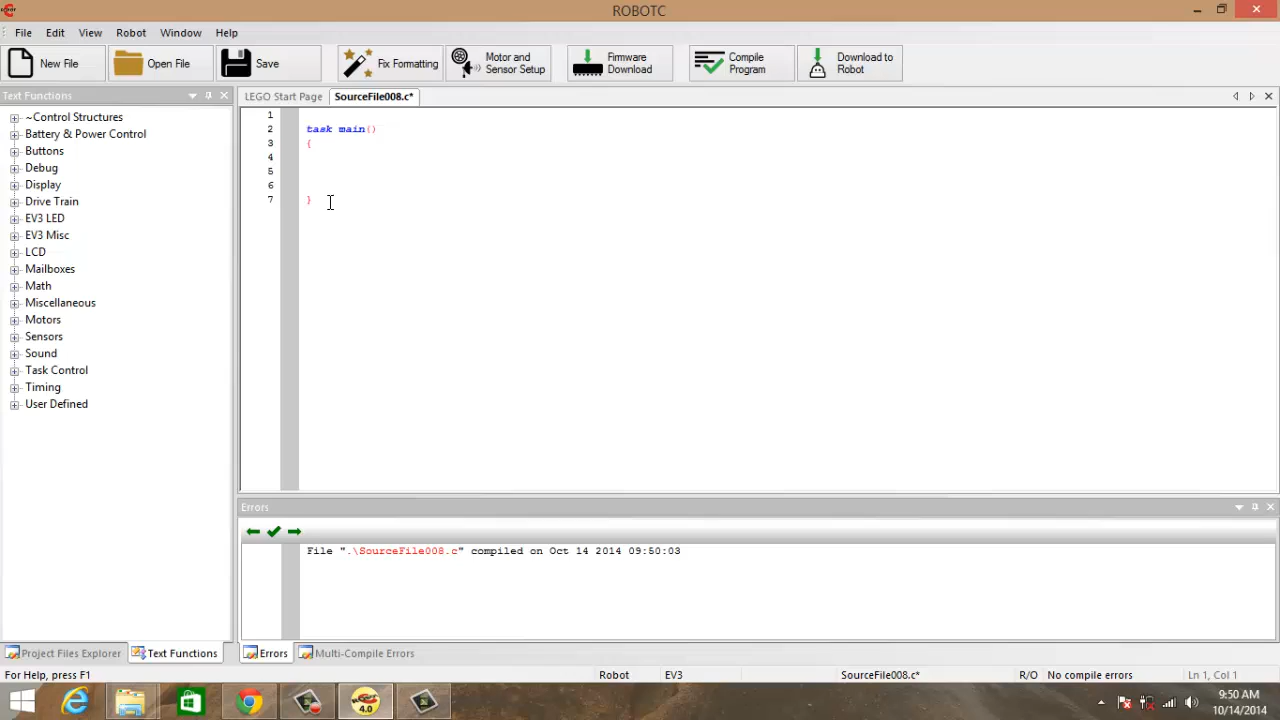 ROBOTC
File Edit View Robot Window Help
New File Open File Save Fix Formatting Motor and Sensor Setup Firmware Download Compile Program Download to Robot
Text Functions
LEGO Start Page SourceFile008.c*
~Control Structures
Battery & Power Control
Buttons
Debug
Display
Drive Train
EV3 LED
EV3 Misc
LCD
Mailboxes
Math
Miscellaneous
Motors
Sensors
Sound
Task Control
Timing
User Defined
1
2 task main()
3 {
4
5
6
7 }
Errors
File ".\SourceFile008.c" compiled on Oct 14 2014 09:50:03
Project Files Explorer Text Functions Errors Multi-Compile Errors
For Help, press F1 Robot EV3 SourceFile008.c* R/O No compile errors Ln 1, Col 1
4.0
9:50 AM
10/14/2014